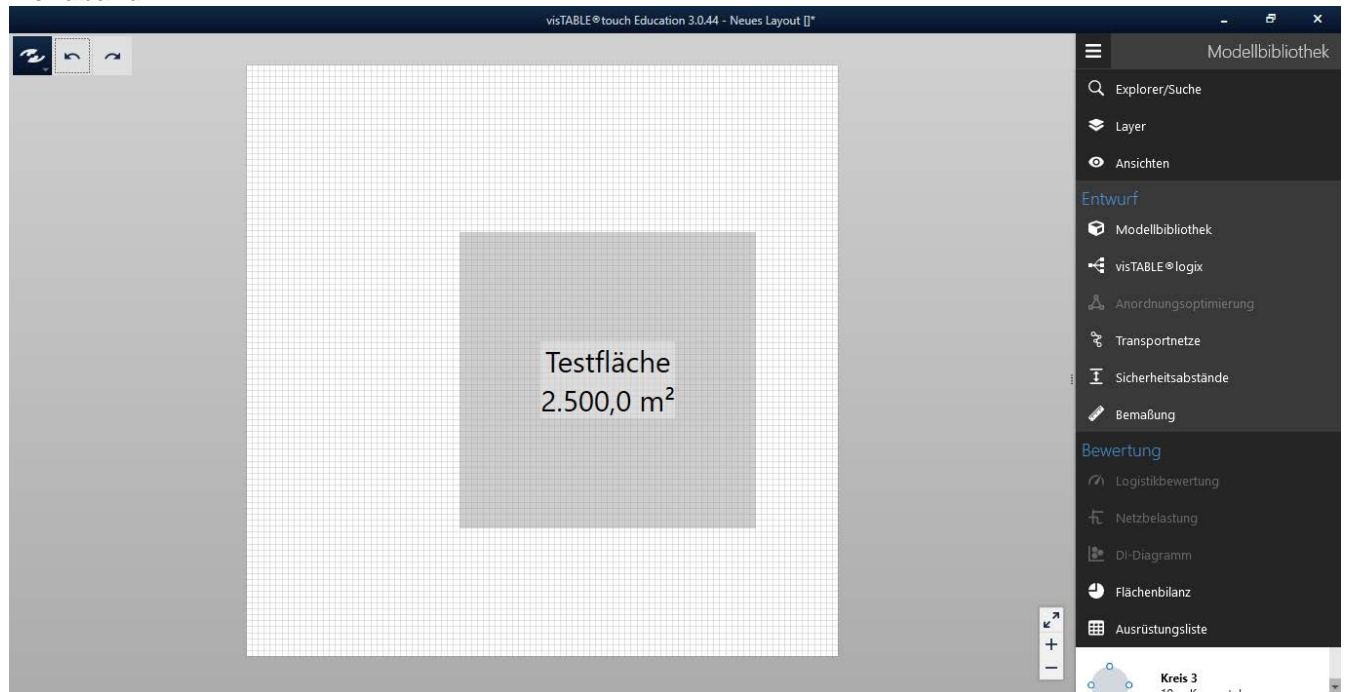 visTABLE®touch Education 3.0.44 - Neues Layout []*
Modellbibliothek
Explorer/Suche
Layer
Ansichten
Entwurf
Modellbibliothek
visTABLE®logix
Anordnungsoptimierung
Transportnetze
Sicherheitsabstände
Bemaßung
Bewertung
Logistikbewertung
Netzbelastung
DI-Diagramm
Flächenbilanz
Ausrüstungsliste
Kreis 3
Testfläche
2.500,0 m²